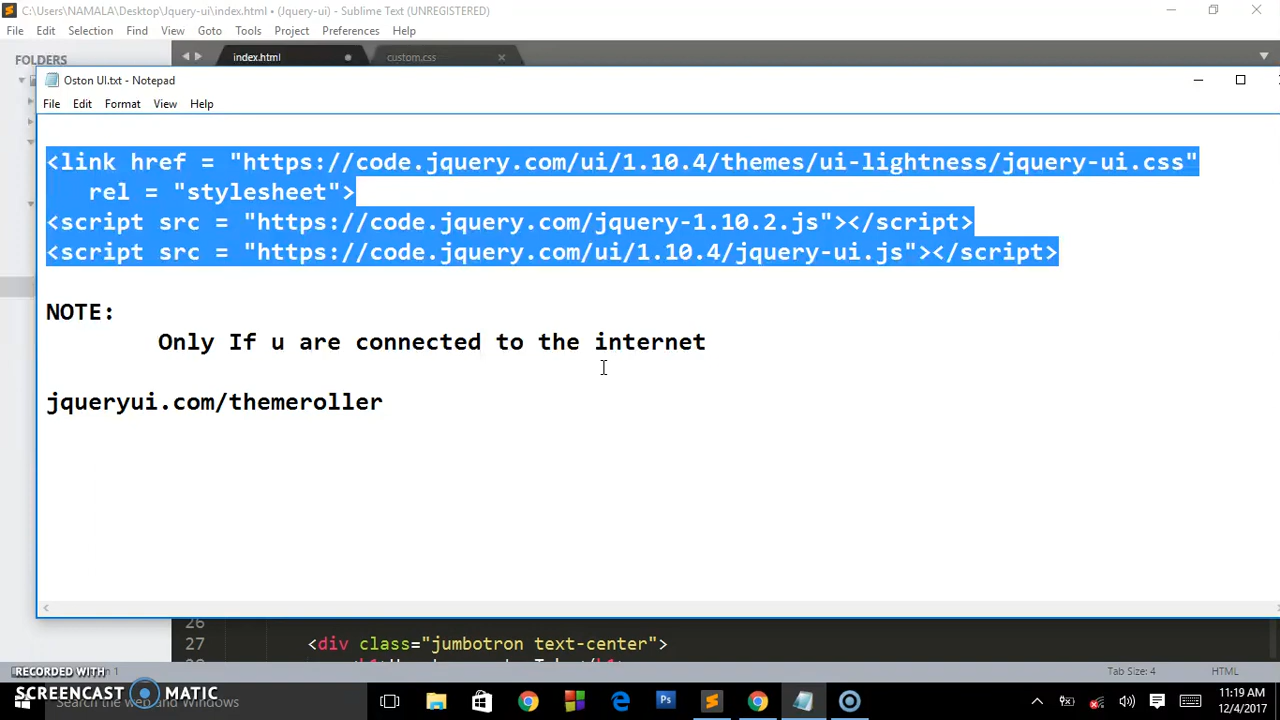 C:\Users\NAMALA\Desktop\Jquery-ui\index.html • (Jquery-ui) - Sublime Text (UNREGISTERED)
File Edit Selection Find View Goto Tools Project Preferences Help
FOLDERS
index.html
custom.css
Oston UI.txt - Notepad
File Edit Format View Help
<link href = "https://code.jquery.com/ui/1.10.4/themes/ui-lightness/jquery-ui.css"
rel = "stylesheet">
<script src = "https://code.jquery.com/jquery-1.10.2.js"></script>
<script src = "https://code.jquery.com/ui/1.10.4/jquery-ui.js"></script>
NOTE:
Only If u are connected to the internet
jqueryui.com/themeroller
26
27 <div class="jumbotron text-center">
Tab Size: 4 HTML
RECORDED WITH
SCREENCAST MATIC
Search the web and Windows
11:19 AM
12/4/2017